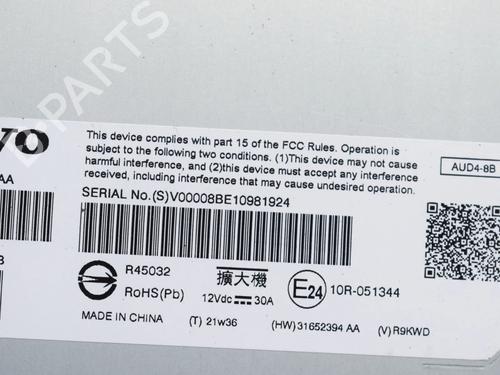 B-PARTS
VO
This device complies with part 15 of the FCC Rules. Operation is
subject to the following two conditions. (1)This device may not cause
harmful interference, and (2)this device must accept any interference
received, including interference that may cause undesired operation.
AUD4-8B
AA
SERIAL No.(S)V00008BE10981924
R45032
RoHS(Pb)
擴大機
12Vdc 30A
E24
10R-051344
MADE IN CHINA
(T) 21w36
(HW)31652394 AA
(V)R9KWD